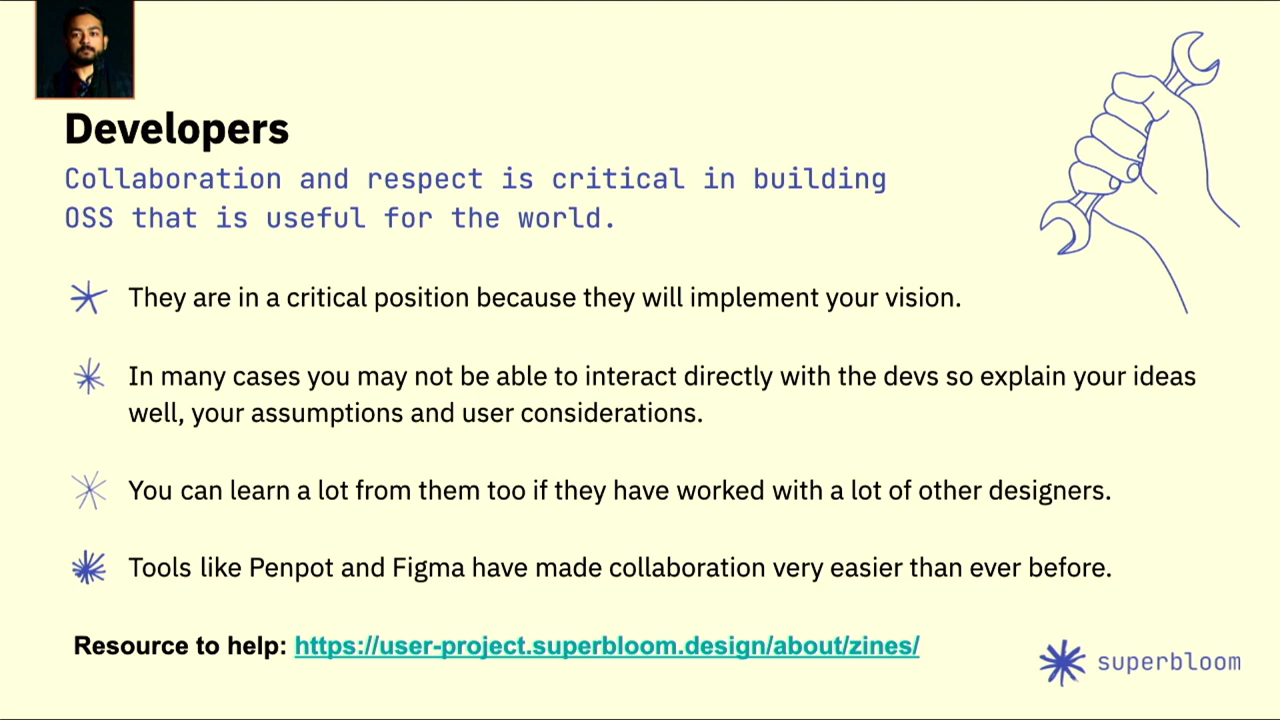 Developers
Collaboration and respect is critical in building
OSS that is useful for the world.
They are in a critical position because they will implement your vision.
In many cases you may not be able to interact directly with the devs so explain your ideas
well, your assumptions and user considerations.
You can learn a lot from them too if they have worked with a lot of other designers.
Tools like Penpot and Figma have made collaboration very easier than ever before.
Resource to help: https://user-project.superbloom.design/about/zines/
superbloom